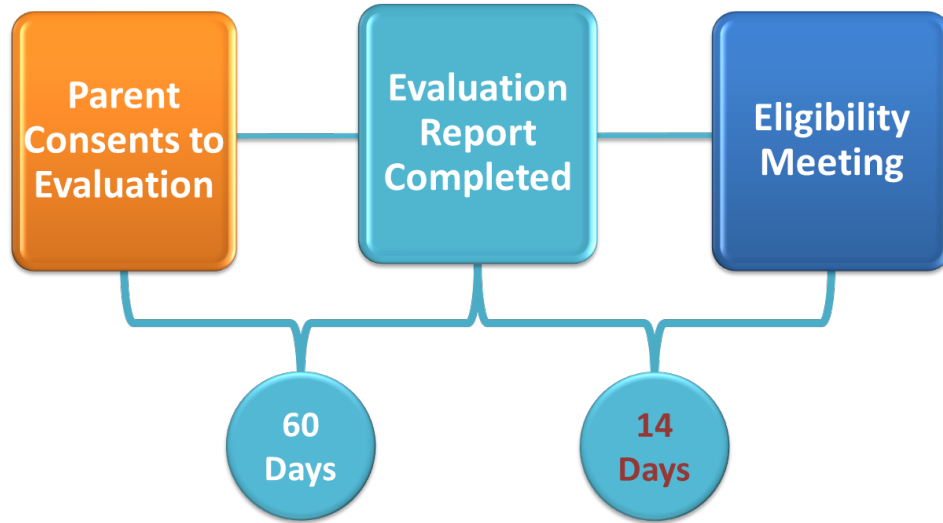 Parent
Consents to
Evaluation
Evaluation
Report
Completed
Eligibility
Meeting
60
Days
14
Days